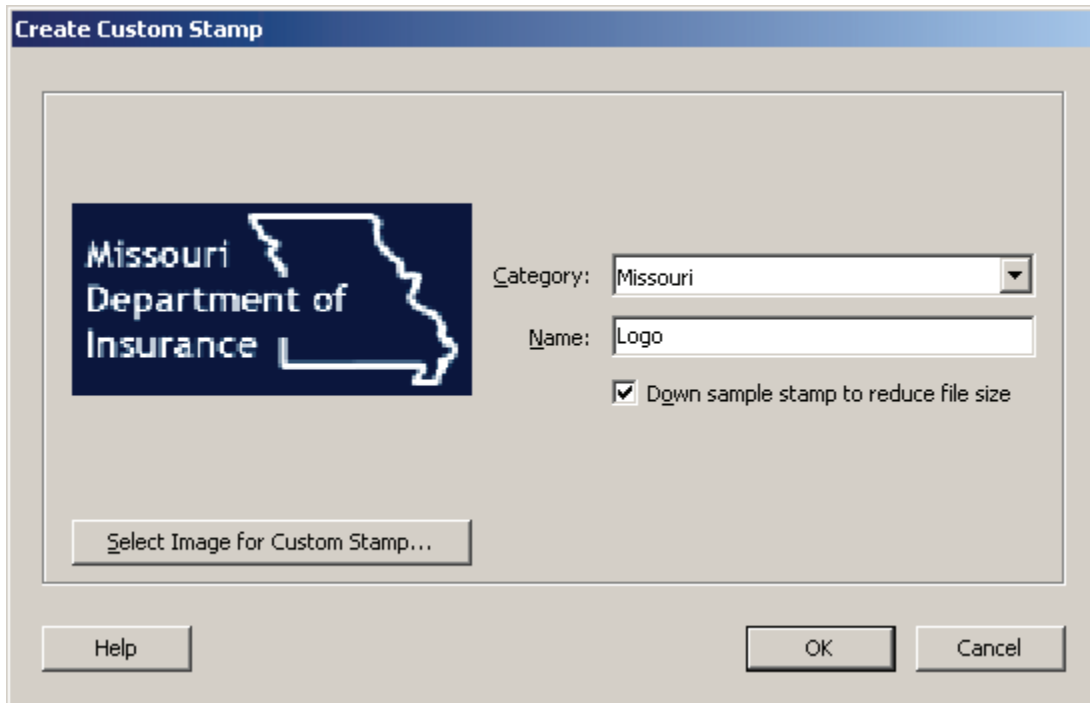 Create Custom Stamp
Missouri
Department of
Insurance
Category:
Missouri
Name:
Logo
Down sample stamp to reduce file size
Select Image for Custom Stamp...
Help
OK
Cancel